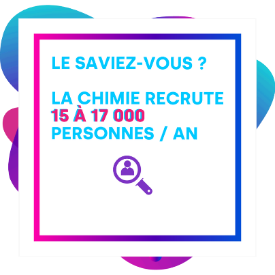 LE SAVIEZ-VOUS ?
LA CHIMIE RECRUTE
15 À 17 000
PERSONNES / AN